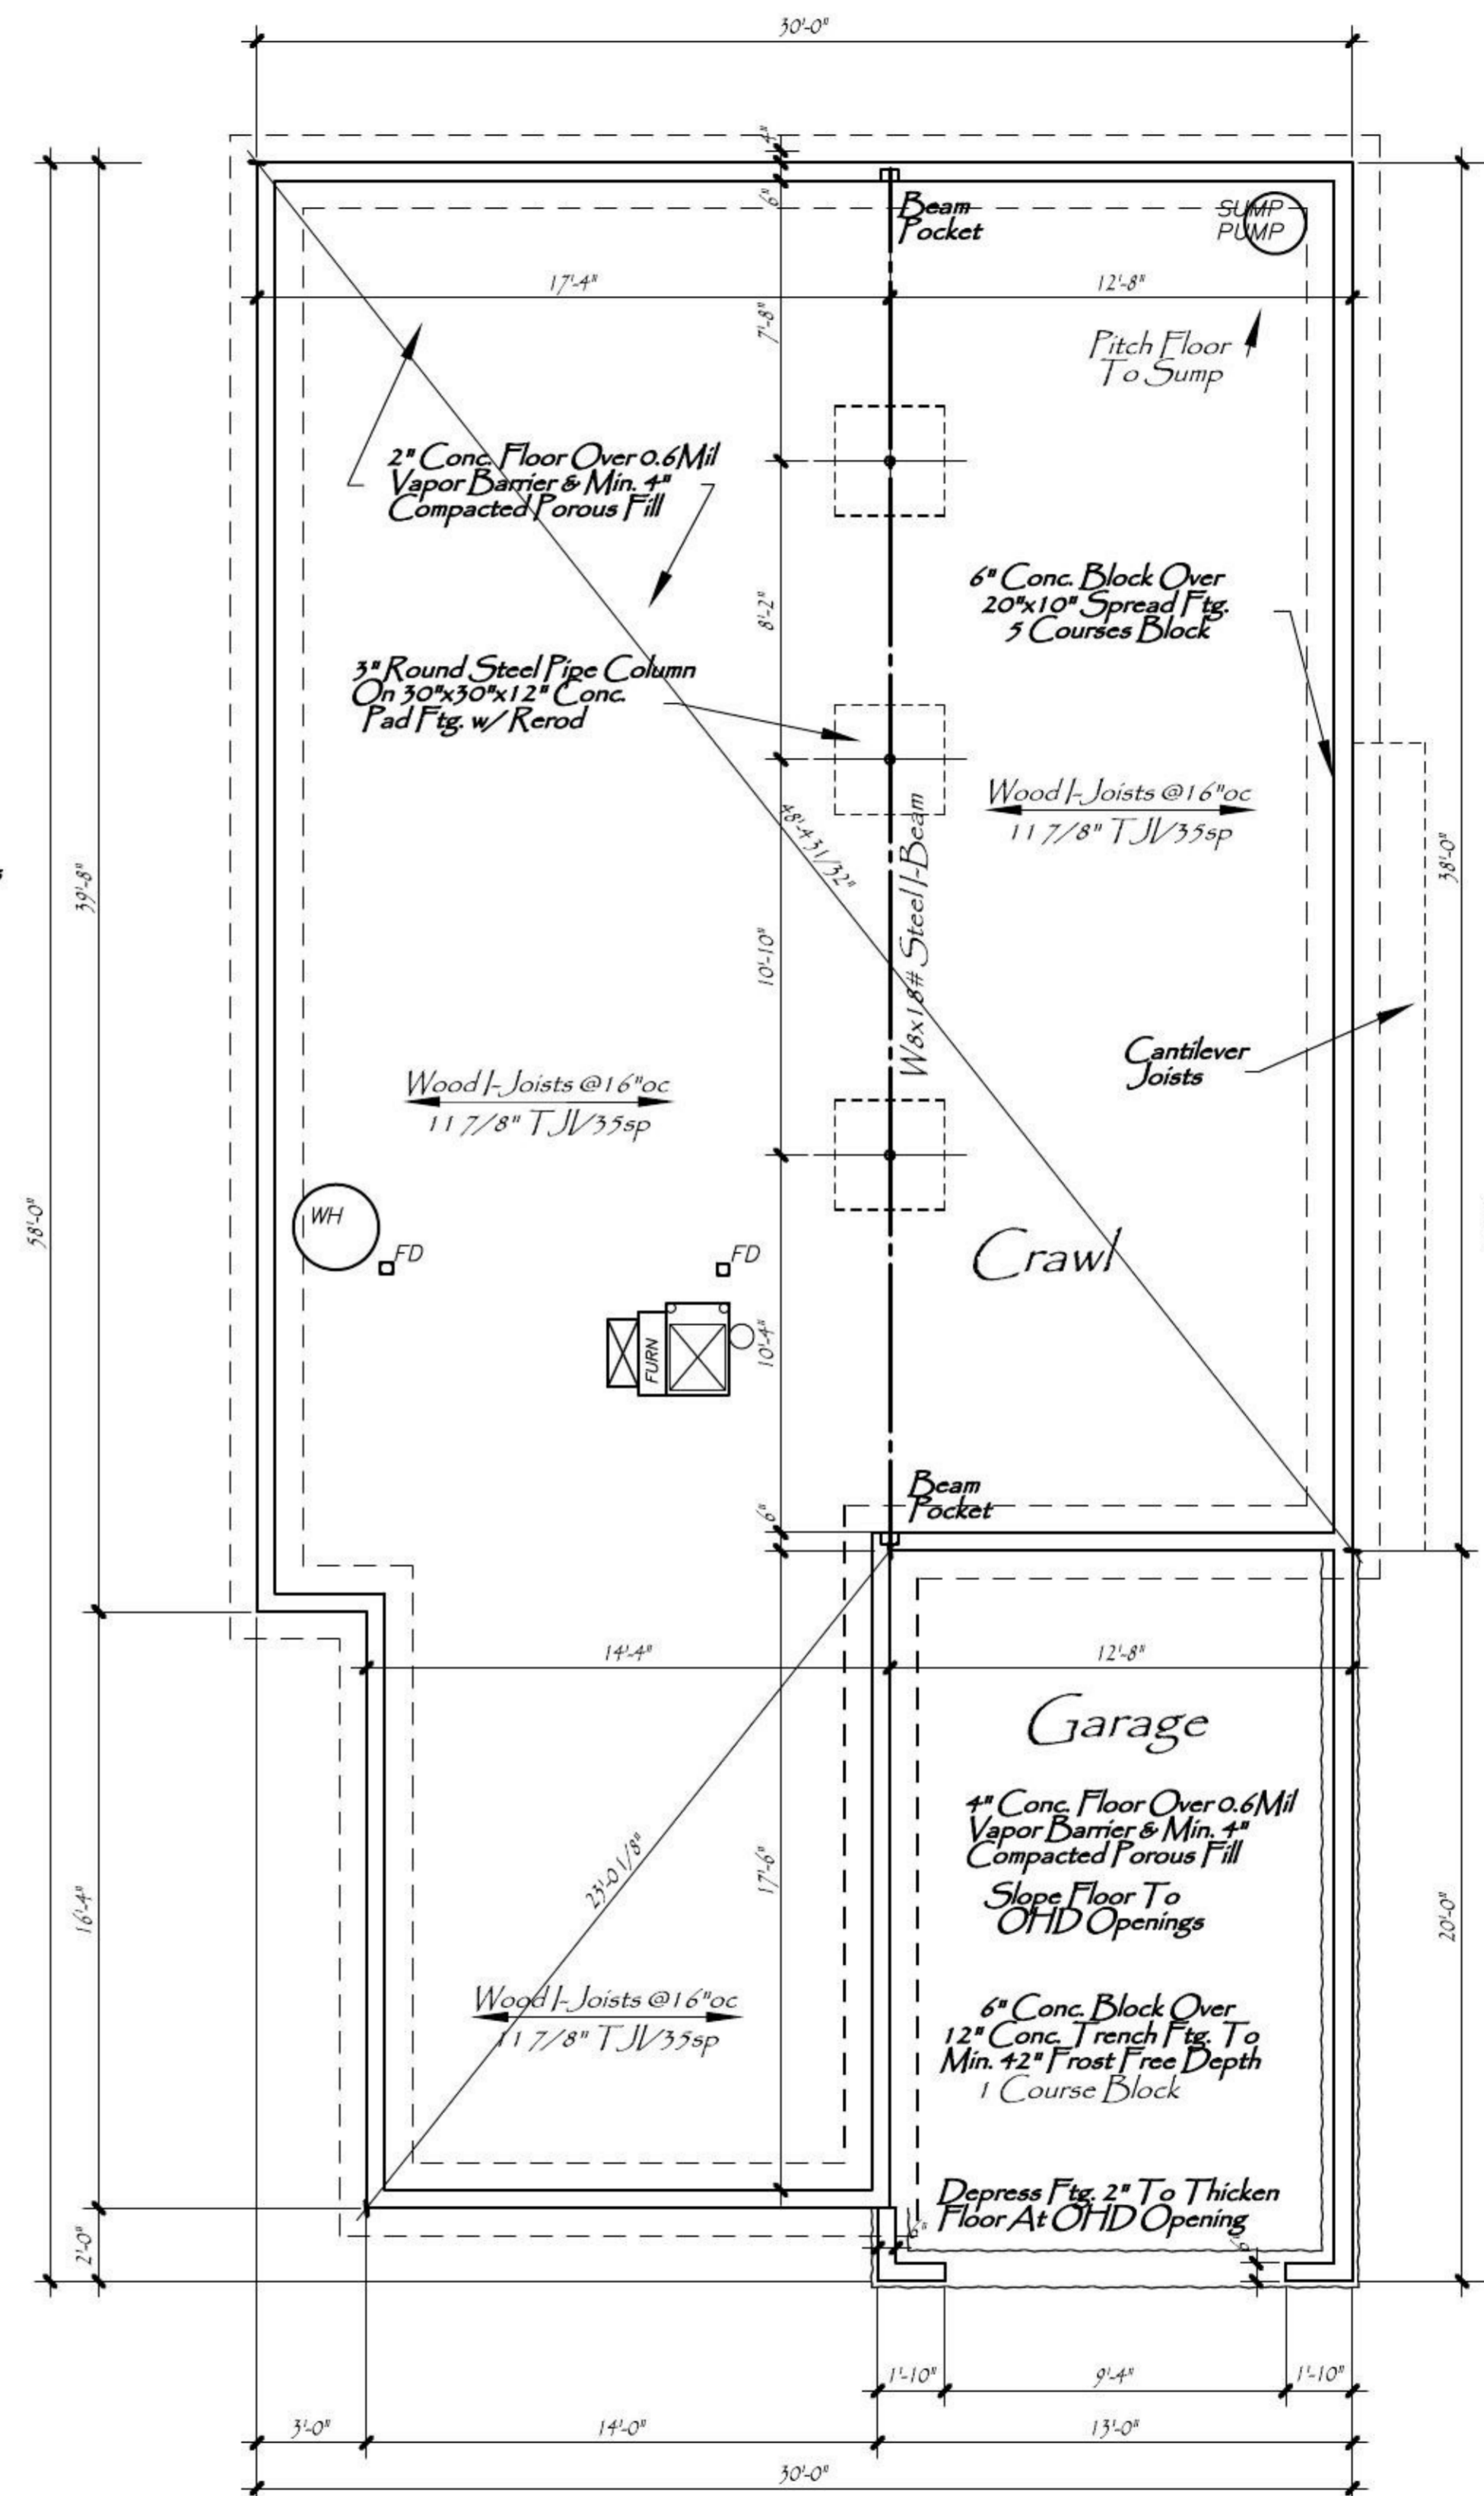 30'-0"
4"
6"
Beam
Pocket
SUMP
PUMP
17'-4"
12'-8"
7'-8"
Pitch Floor
To Sump
2" Conc. Floor Over 0.6Mil
Vapor Barrier & Min. 4"
Compacted Porous Fill
8'-2"
6" Conc. Block Over
20"x10" Spread Ftg.
5 Courses Block
3" Round Steel Pipe Column
On 30"x30"x12" Conc.
Pad Ftg. w/ Rerod
Wood I-Joists @16"oc
11 7/8" TJI/35sp
48'-4 31/32"
W8x18# Steel I-Beam
39'-8"
38'-0"
10'-10"
Cantilever
Joists
Wood I-Joists @16"oc
11 7/8" TJI/35sp
58'-0"
WH
FD
FD
Crawl
FURN
10'-4"
Beam
Pocket
6"
14'-4"
12'-8"
Garage
4" Conc. Floor Over 0.6Mil
Vapor Barrier & Min. 4"
Compacted Porous Fill
Slope Floor To
OHD Openings
23'-0 1/8"
17'-6"
16'-4"
20'-0"
Wood I-Joists @16"oc
11 7/8" TJI/35sp
6" Conc. Block Over
12" Conc. Trench Ftg. To
Min. 42" Frost Free Depth
1 Course Block
Depress Ftg. 2" To Thicken
Floor At OHD Opening
6"
6"
2'-0"
1'-10"
9'-4"
1'-10"
3'-0"
14'-0"
13'-0"
30'-0"